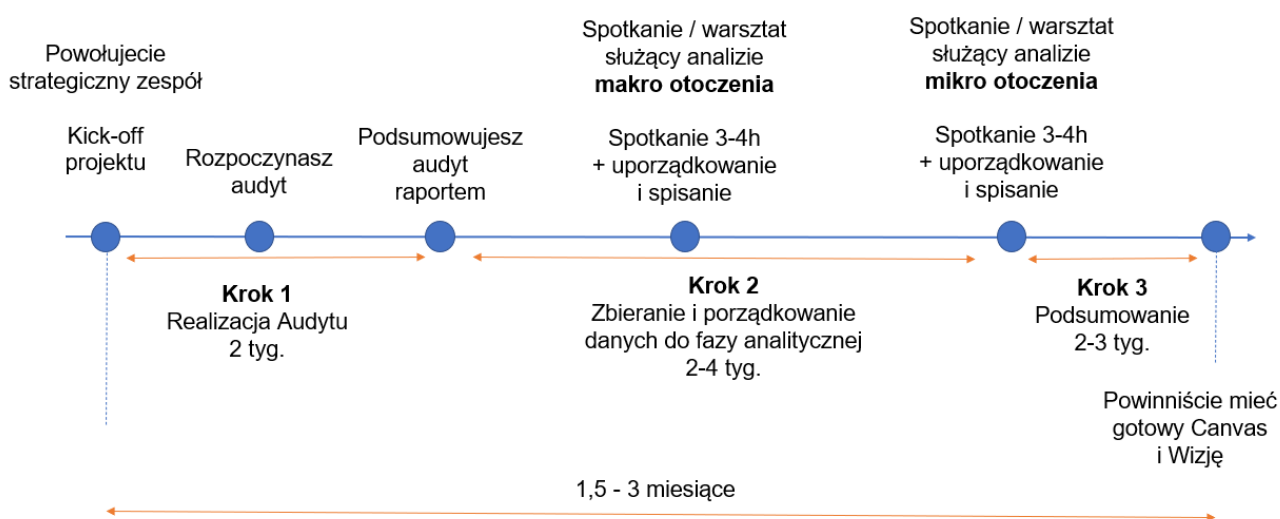 Powołujecie
strategiczny zespół
Kick-off
projektu
Rozpoczynasz
audyt
Podsumowujesz
audyt
raportem
Spotkanie / warsztat
służący analizie
makro otoczenia
Spotkanie 3-4h
+ uporządkowanie
i spisanie
Spotkanie / warsztat
służący analizie
mikro otoczenia
Spotkanie 3-4h
+ uporządkowanie
i spisanie
Krok 1
Realizacja Audytu
2 tyg.
Krok 2
Zbieranie i porządkowanie
danych do fazy analitycznej
2-4 tyg.
Krok 3
Podsumowanie
2-3 tyg.
Powinniście mieć
gotowy Canvas
i Wizję
1,5 - 3 miesiące